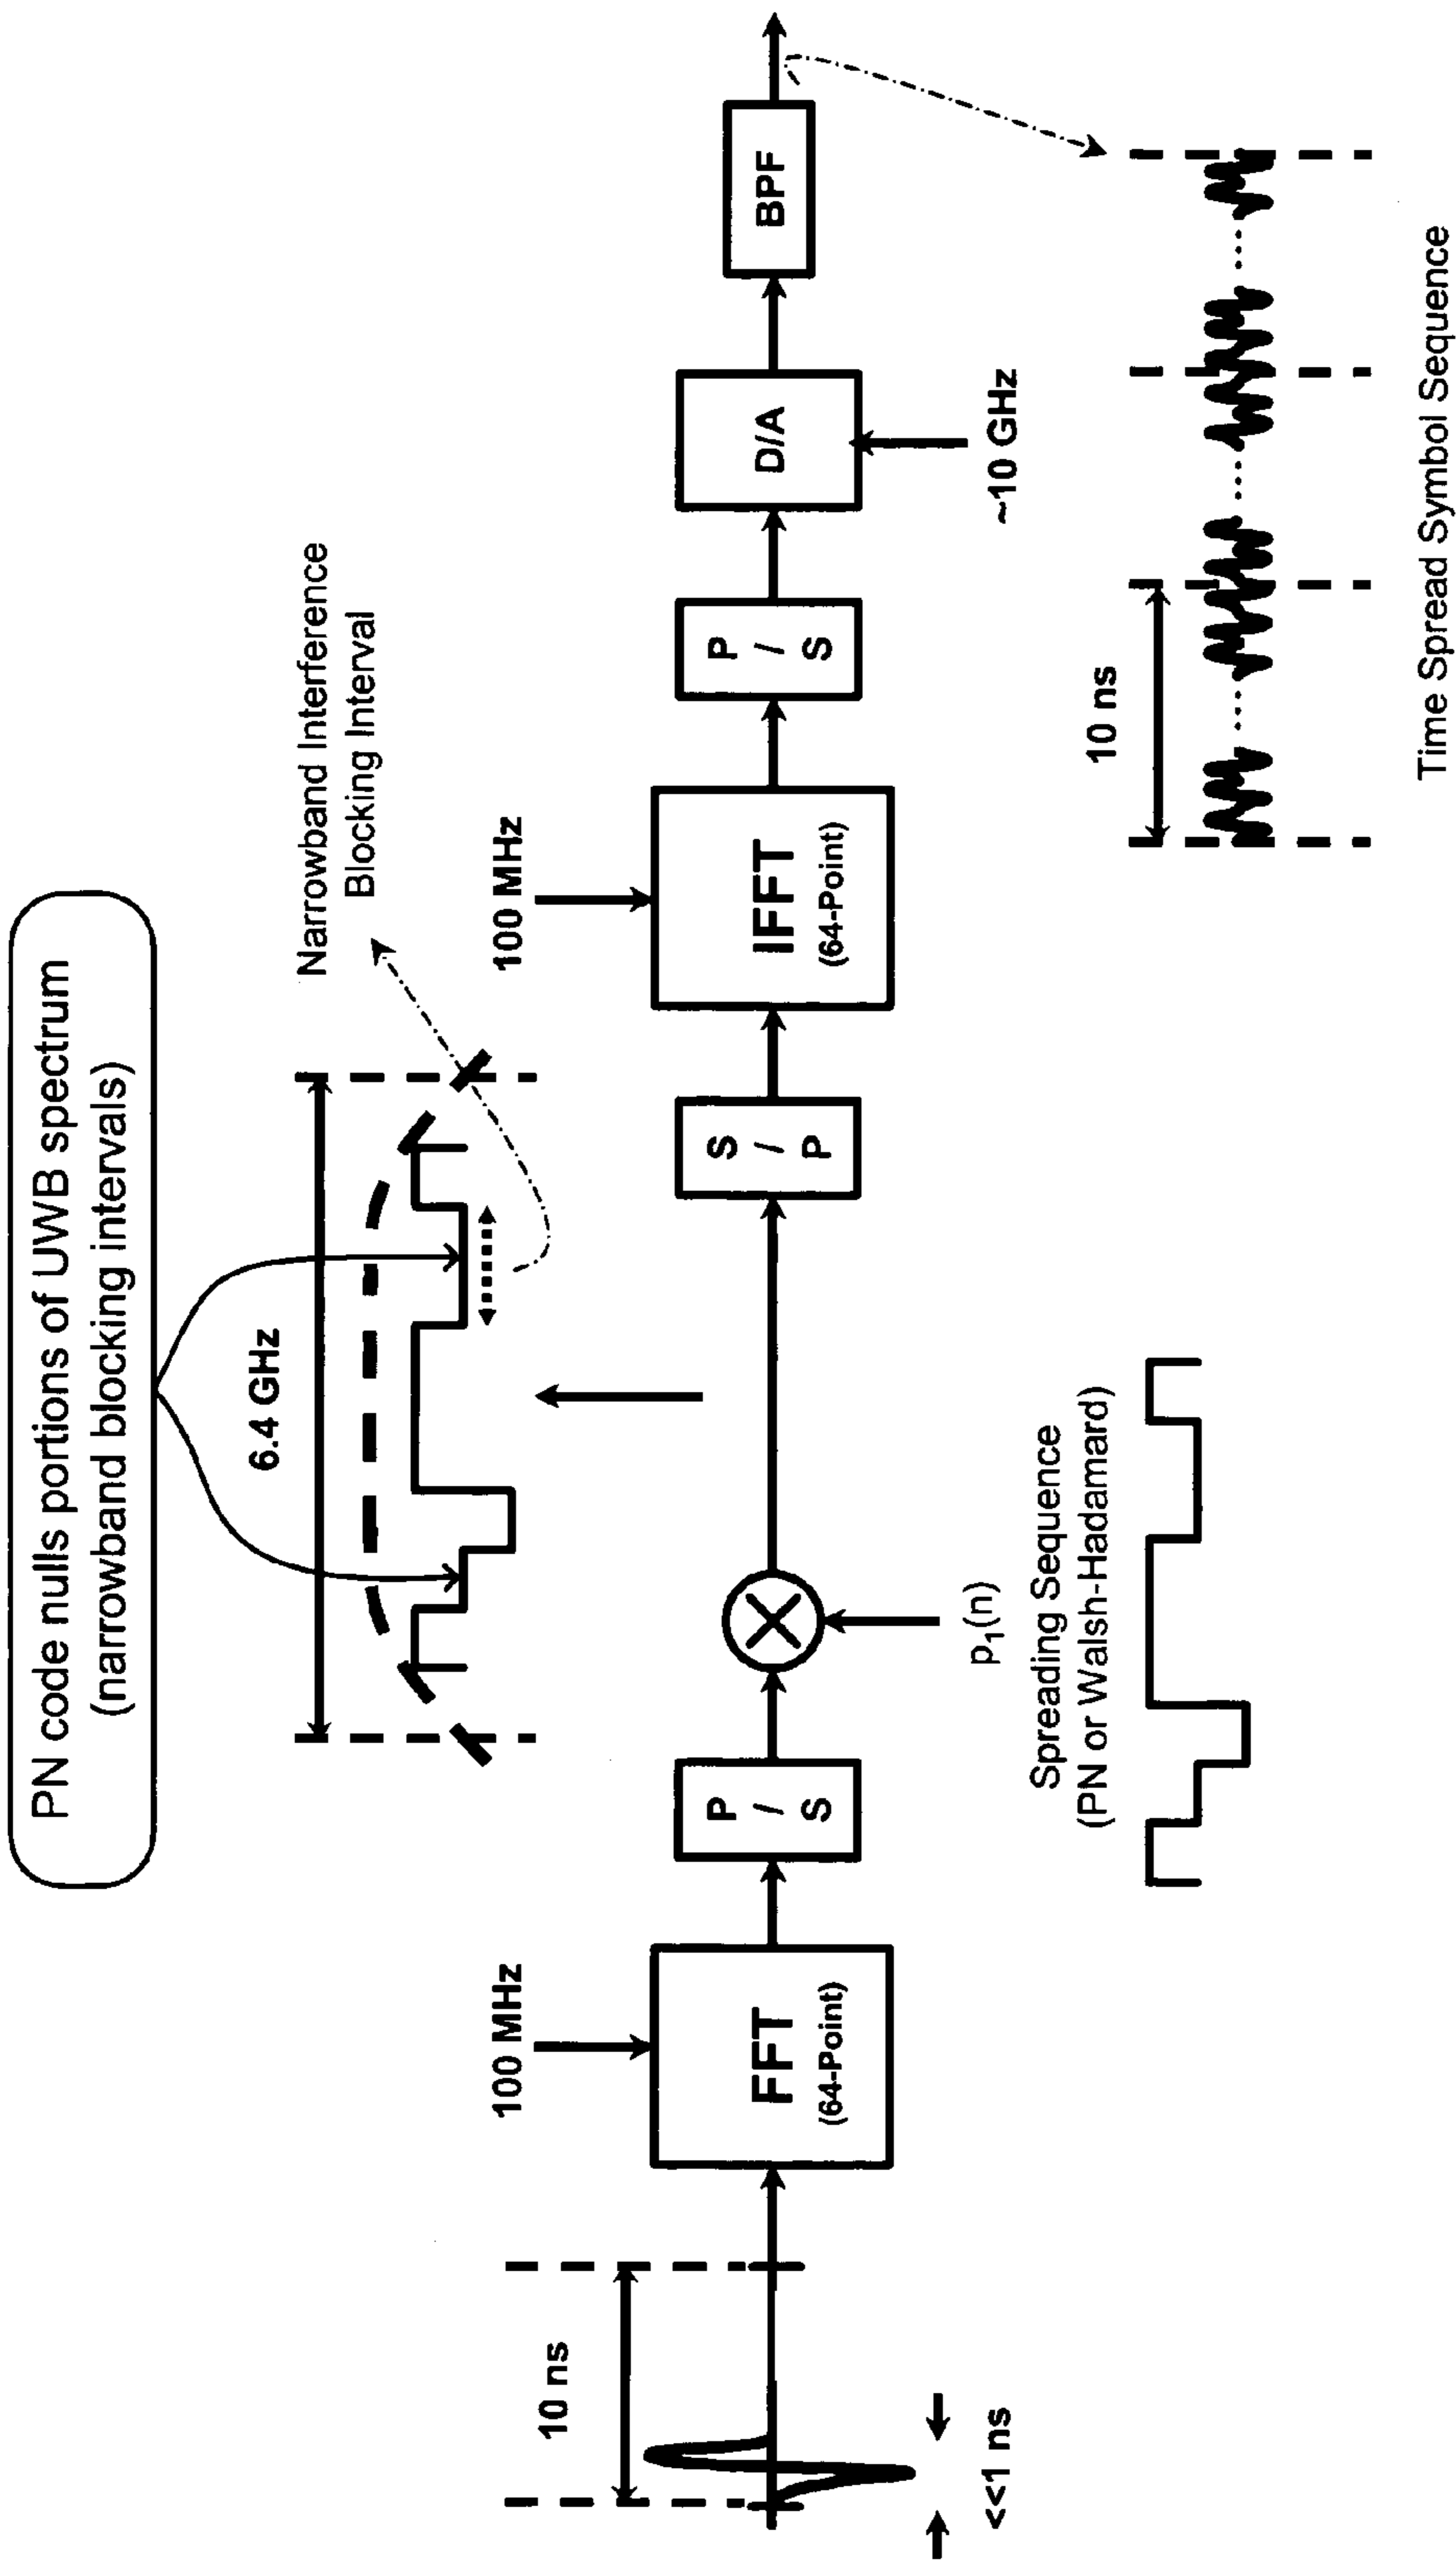 PN code nulls portions of UWB spectrum
(narrowband blocking intervals)
6.4 GHz
Narrowband Interference
Blocking Interval
10 ns
<<1 ns
100 MHz
FFT
(64-Point)
P
/
S
p₁(n)
Spreading Sequence
(PN or Walsh-Hadamard)
S
/
P
100 MHz
IFFT
(64-Point)
P
/
S
D/A
~10 GHz
BPF
10 ns
Time Spread Symbol Sequence